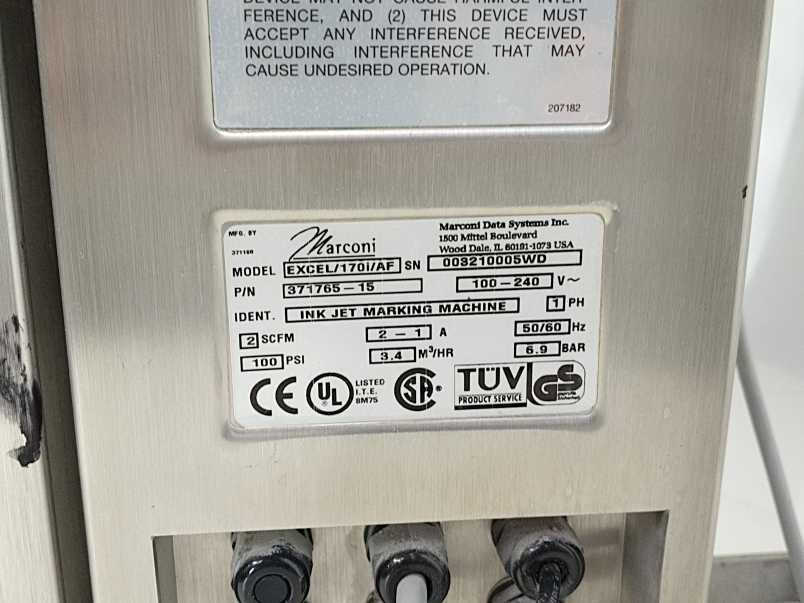 DEVICE MAY NOT CAUSE HARMFUL INTER-
FERENCE, AND (2) THIS DEVICE MUST
ACCEPT ANY INTERFERENCE RECEIVED,
INCLUDING INTERFERENCE THAT MAY
CAUSE UNDESIRED OPERATION.
207182
MFG. BY
371168
Marconi
Marconi Data Systems Inc.
1500 Mittel Boulevard
Wood Dale, IL 60191-1073 USA
MODEL EXCEL/170i/AF SN 003210005WD
P/N 371765-15 100-240 V~
IDENT. INK JET MARKING MACHINE 1 PH
2 SCFM 2 - 1 A 50/60 Hz
100 PSI 3.4 M³/HR 6.9 BAR
CE UL LISTED
I.T.E.
8M75
SA TÜV
PRODUCT SERVICE
GS